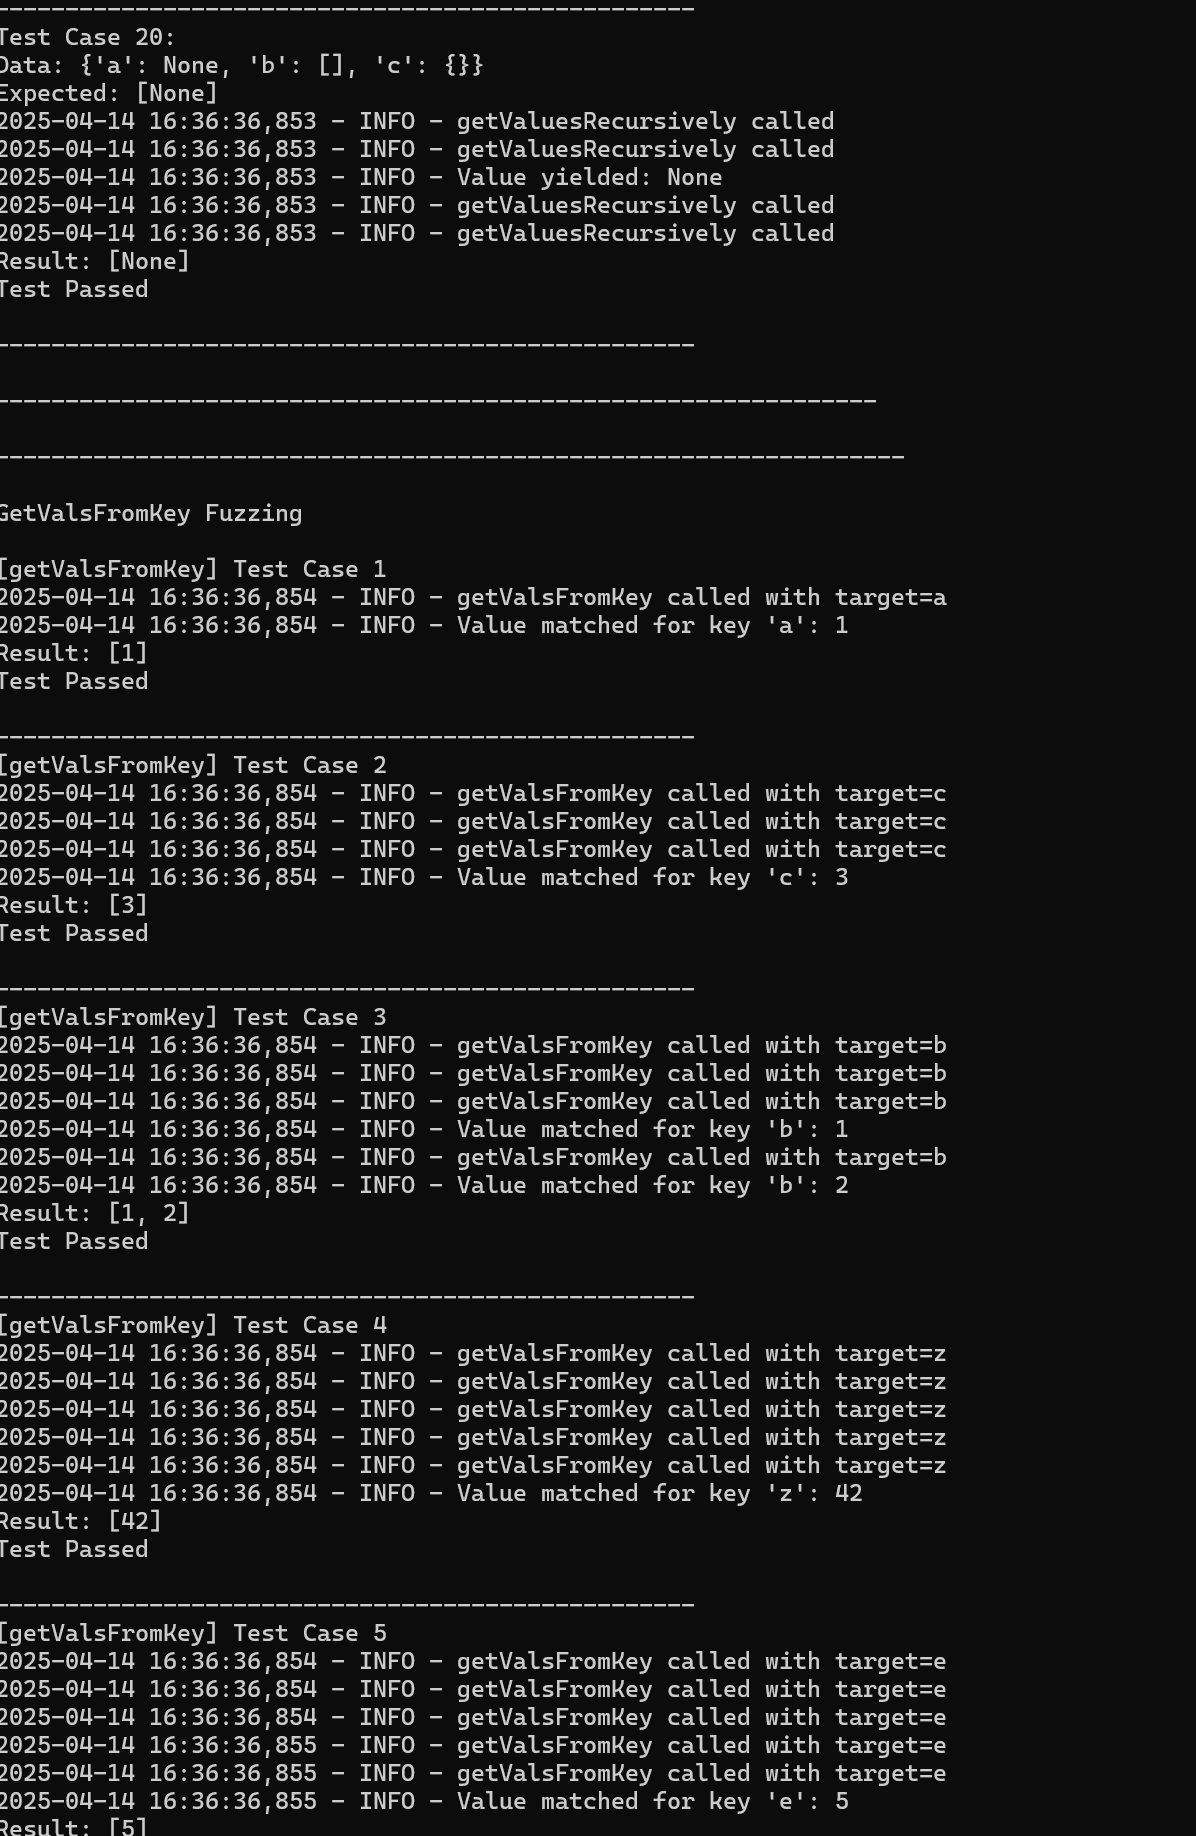 --------------------------------------------------
Test Case 20:
Data: {'a': None, 'b': [], 'c': {}}
Expected: [None]
2025-04-14 16:36:36,853 - INFO - getValuesRecursively called
2025-04-14 16:36:36,853 - INFO - getValuesRecursively called
2025-04-14 16:36:36,853 - INFO - Value yielded: None
2025-04-14 16:36:36,853 - INFO - getValuesRecursively called
2025-04-14 16:36:36,853 - INFO - getValuesRecursively called
Result: [None]
Test Passed
--------------------------------------------------
---------------------------------------------------------------
-----------------------------------------------------------------
GetValsFromKey Fuzzing
[getValsFromKey] Test Case 1
2025-04-14 16:36:36,854 - INFO - getValsFromKey called with target=a
2025-04-14 16:36:36,854 - INFO - Value matched for key 'a': 1
Result: [1]
Test Passed
--------------------------------------------------
[getValsFromKey] Test Case 2
2025-04-14 16:36:36,854 - INFO - getValsFromKey called with target=c
2025-04-14 16:36:36,854 - INFO - getValsFromKey called with target=c
2025-04-14 16:36:36,854 - INFO - getValsFromKey called with target=c
2025-04-14 16:36:36,854 - INFO - Value matched for key 'c': 3
Result: [3]
Test Passed
--------------------------------------------------
[getValsFromKey] Test Case 3
2025-04-14 16:36:36,854 - INFO - getValsFromKey called with target=b
2025-04-14 16:36:36,854 - INFO - getValsFromKey called with target=b
2025-04-14 16:36:36,854 - INFO - getValsFromKey called with target=b
2025-04-14 16:36:36,854 - INFO - Value matched for key 'b': 1
2025-04-14 16:36:36,854 - INFO - getValsFromKey called with target=b
2025-04-14 16:36:36,854 - INFO - Value matched for key 'b': 2
Result: [1, 2]
Test Passed
--------------------------------------------------
[getValsFromKey] Test Case 4
2025-04-14 16:36:36,854 - INFO - getValsFromKey called with target=z
2025-04-14 16:36:36,854 - INFO - getValsFromKey called with target=z
2025-04-14 16:36:36,854 - INFO - getValsFromKey called with target=z
2025-04-14 16:36:36,854 - INFO - getValsFromKey called with target=z
2025-04-14 16:36:36,854 - INFO - getValsFromKey called with target=z
2025-04-14 16:36:36,854 - INFO - Value matched for key 'z': 42
Result: [42]
Test Passed
--------------------------------------------------
[getValsFromKey] Test Case 5
2025-04-14 16:36:36,854 - INFO - getValsFromKey called with target=e
2025-04-14 16:36:36,854 - INFO - getValsFromKey called with target=e
2025-04-14 16:36:36,854 - INFO - getValsFromKey called with target=e
2025-04-14 16:36:36,855 - INFO - getValsFromKey called with target=e
2025-04-14 16:36:36,855 - INFO - getValsFromKey called with target=e
2025-04-14 16:36:36,855 - INFO - Value matched for key 'e': 5
Result: [5]